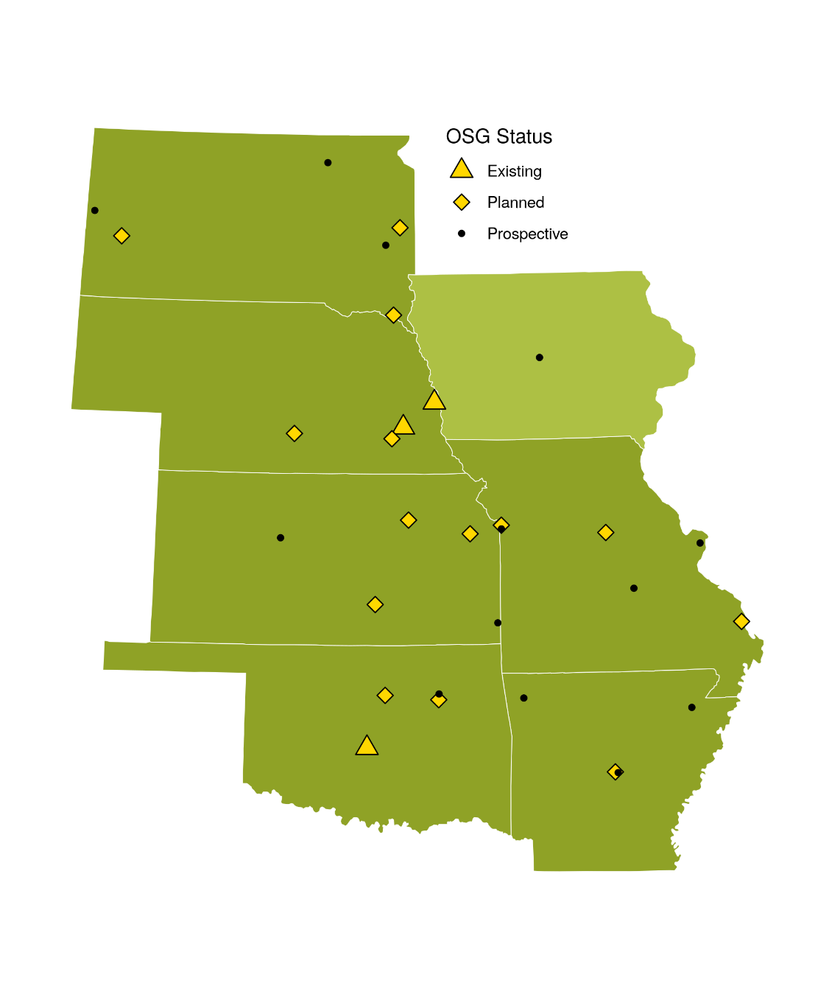 OSG Status
Existing
Planned
Prospective